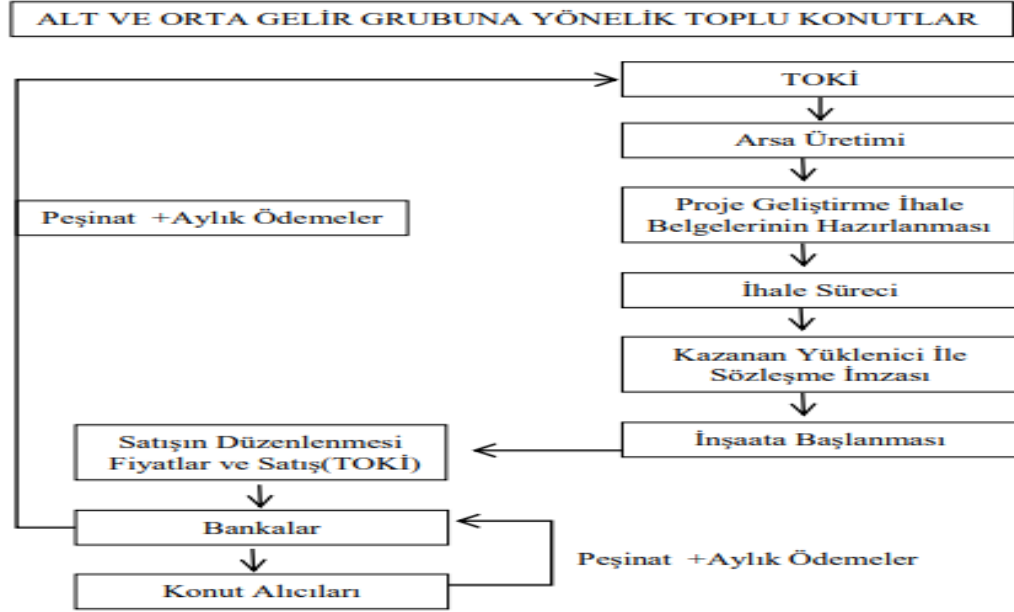 ALT VE ORTA GELİR GRUBUNA YÖNELİK TOPLU KONUTLAR
TOKİ
Arsa Üretimi
Peşinat +Aylık Ödemeler
Proje Geliştirme İhale
Belgelerinin Hazırlanması
İhale Süreci
Kazanan Yüklenici İle
Sözleşme İmzası
İnşaata Başlanması
Satışın Düzenlenmesi
Fiyatlar ve Satış(TOKİ)
Bankalar
Peşinat +Aylık Ödemeler
Konut Alıcıları